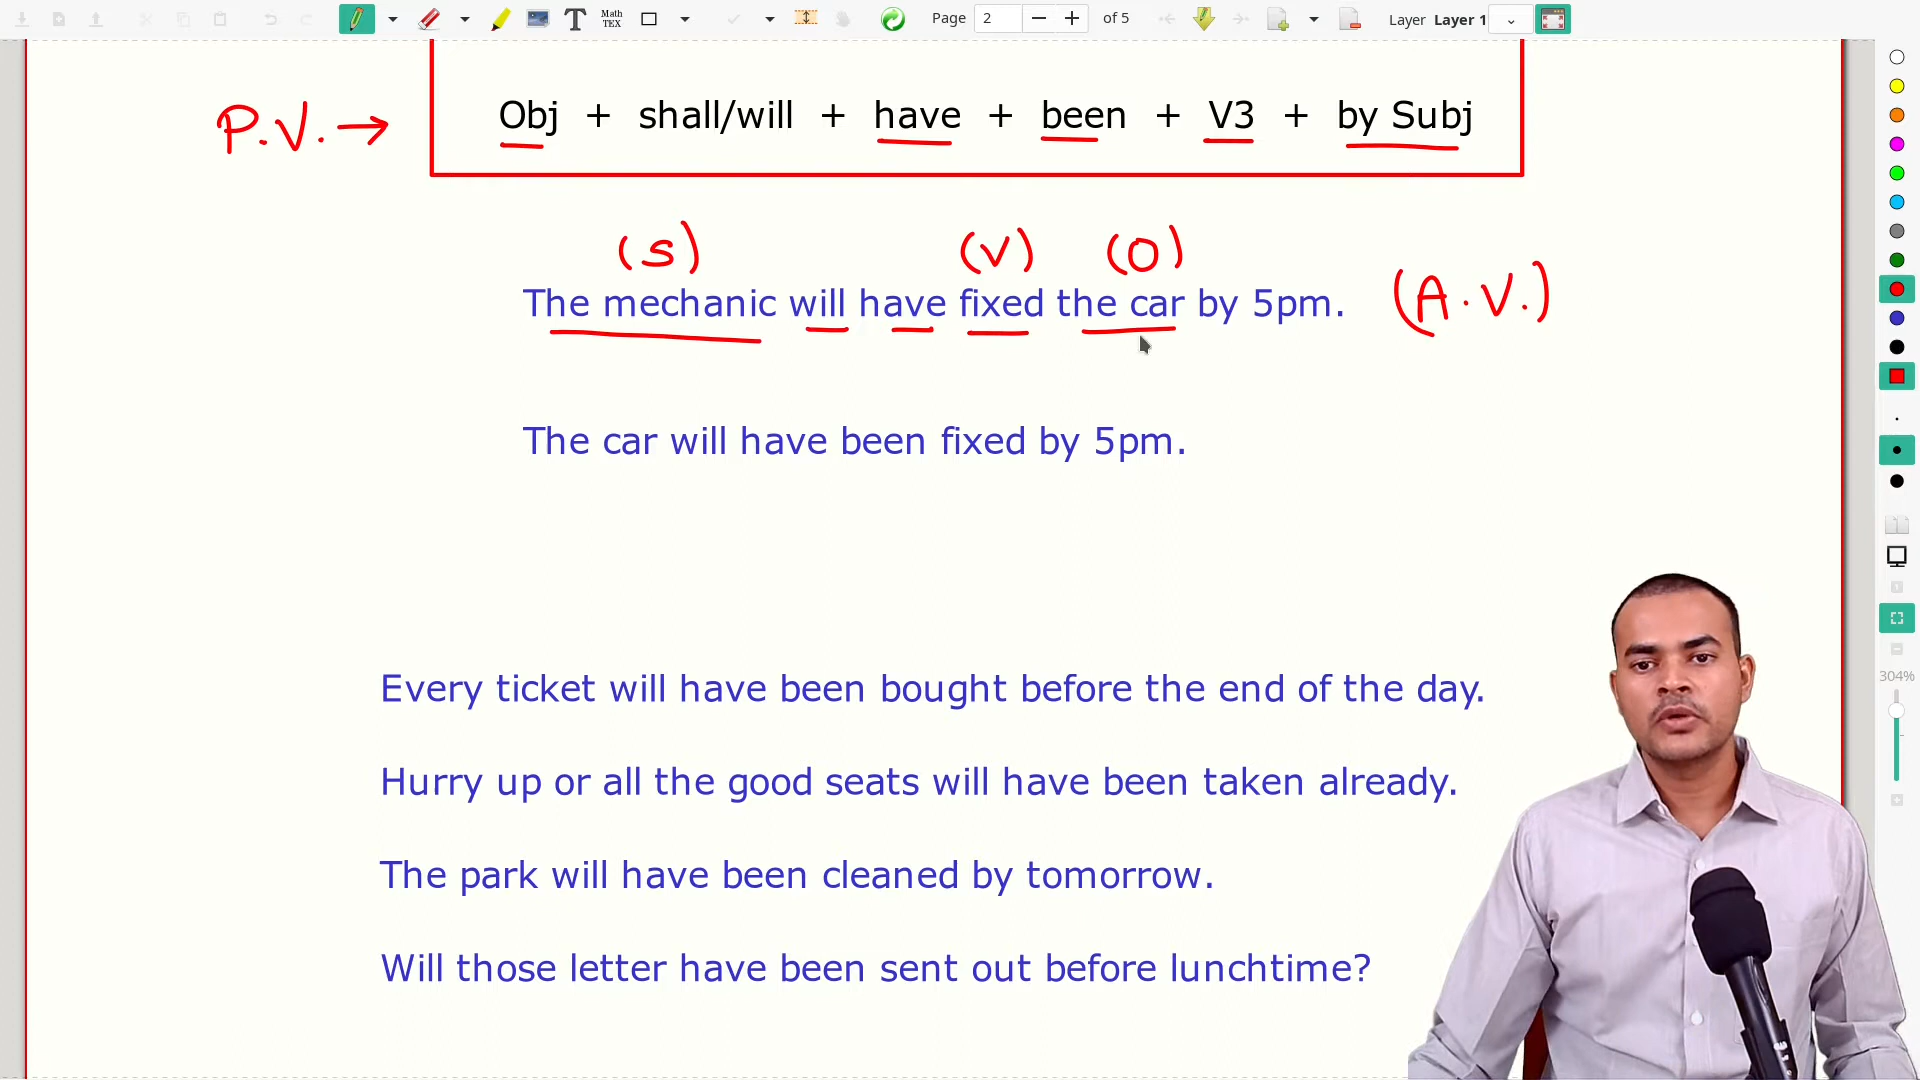 Page 2 of 5 Layer Layer 1
Math
TEX
P.V. → Obj + shall/will + have + been + V3 + by Subj
(S) (V) (O)
The mechanic will have fixed the car by 5pm. (A.V.)
The car will have been fixed by 5pm.
304%
Every ticket will have been bought before the end of the day.
Hurry up or all the good seats will have been taken already.
The park will have been cleaned by tomorrow.
Will those letter have been sent out before lunchtime?